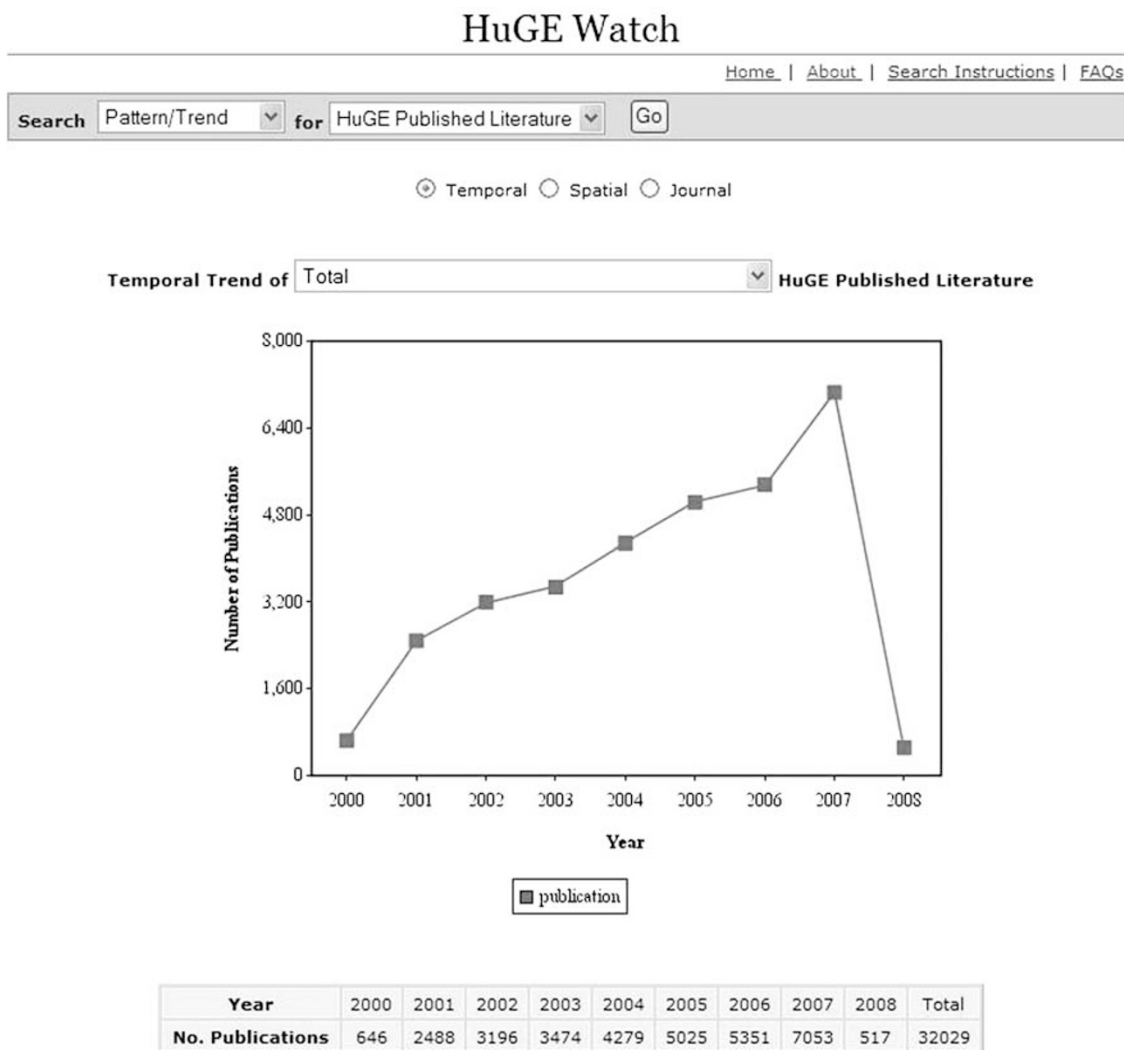 HuGE Watch
Home | About | Search Instructions | FAQs
Search Pattern/Trend for HuGE Published Literature Go
Temporal Spatial Journal
Temporal Trend of Total HuGE Published Literature
8,000
6,400
4,800
3,200
1,600
0
Number of Publications
2000 2001 2002 2003 2004 2005 2006 2007 2008
Year
publication
Year 2000 2001 2002 2003 2004 2005 2006 2007 2008 Total
No. Publications 646 2488 3196 3474 4279 5025 5351 7053 517 32029